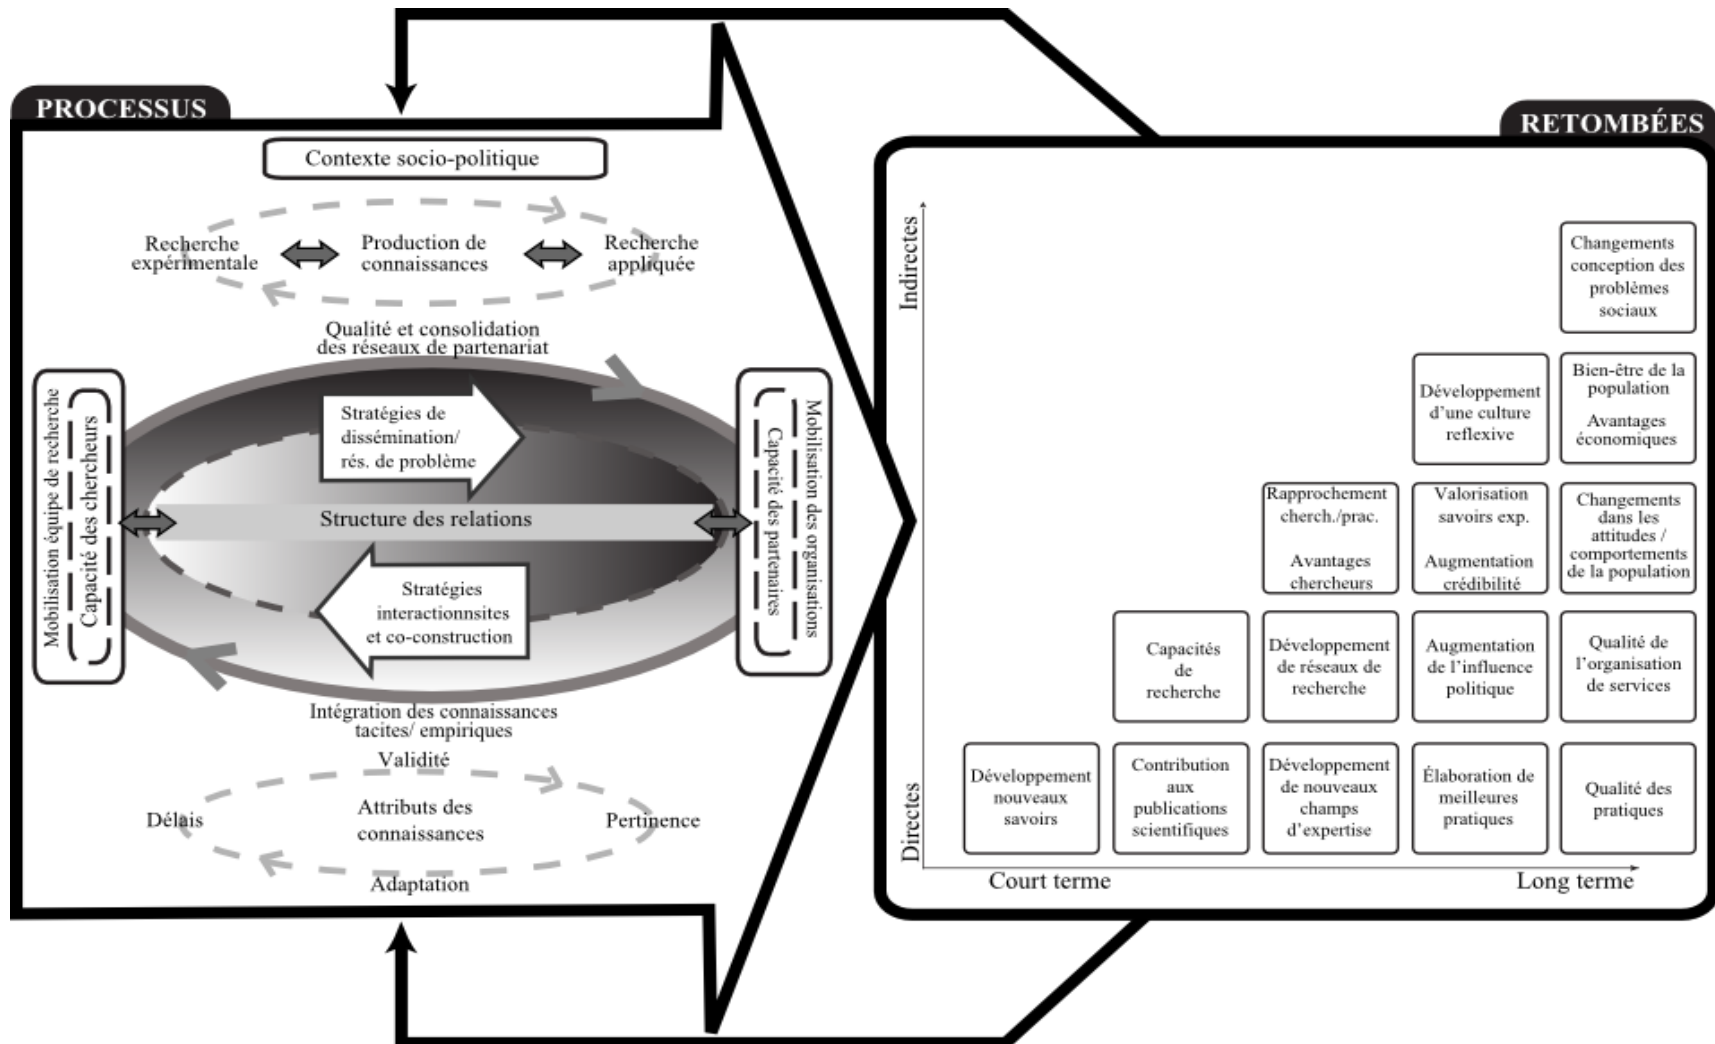 PROCESSUS
Contexte socio-politique
Recherche
expérimentale
Production de
connaissances
Recherche
appliquée
Qualité et consolidation
des réseaux de partenariat
Mobilisation équipe de recherche
Capacité des chercheurs
Stratégies de
dissémination/
rés. de problème
Structure des relations
Stratégies
interactionnsites
et co-construction
Capacité des partenaires
Mobilisation des organisations
Intégration des connaissances
tacites/ empiriques
Validité
Délais
Attributs des
connaissances
Pertinence
Adaptation
RETOMBÉES
Indirectes
Directes
Changements
conception des
problèmes
sociaux
Développement
d'une culture
reflexive
Bien-être de la
population
Avantages
économiques
Rapprochement
cherch./prac.
Avantages
chercheurs
Valorisation
savoirs exp.
Augmentation
crédibilité
Changements
dans les
attitudes /
comportements
de la population
Capacités
de
recherche
Développement
de réseaux de
recherche
Augmentation
de l'influence
politique
Qualité de
l'organisation
de services
Développement
nouveaux
savoirs
Contribution
aux
publications
scientifiques
Développement
de nouveaux
champs
d'expertise
Élaboration de
meilleures
pratiques
Qualité des
pratiques
Court terme
Long terme